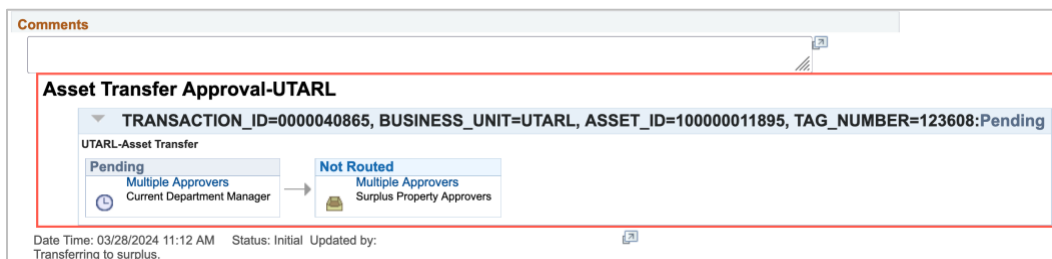 Comments
Asset Transfer Approval-UTARL
TRANSACTION_ID=0000040865, BUSINESS_UNIT=UTARL, ASSET_ID=100000011895, TAG_NUMBER=123608:Pending
UTARL-Asset Transfer
Pending
Multiple Approvers
Current Department Manager
Not Routed
Multiple Approvers
Surplus Property Approvers
Date Time: 03/28/2024 11:12 AM Status: Initial Updated by:
Transferring to surplus.